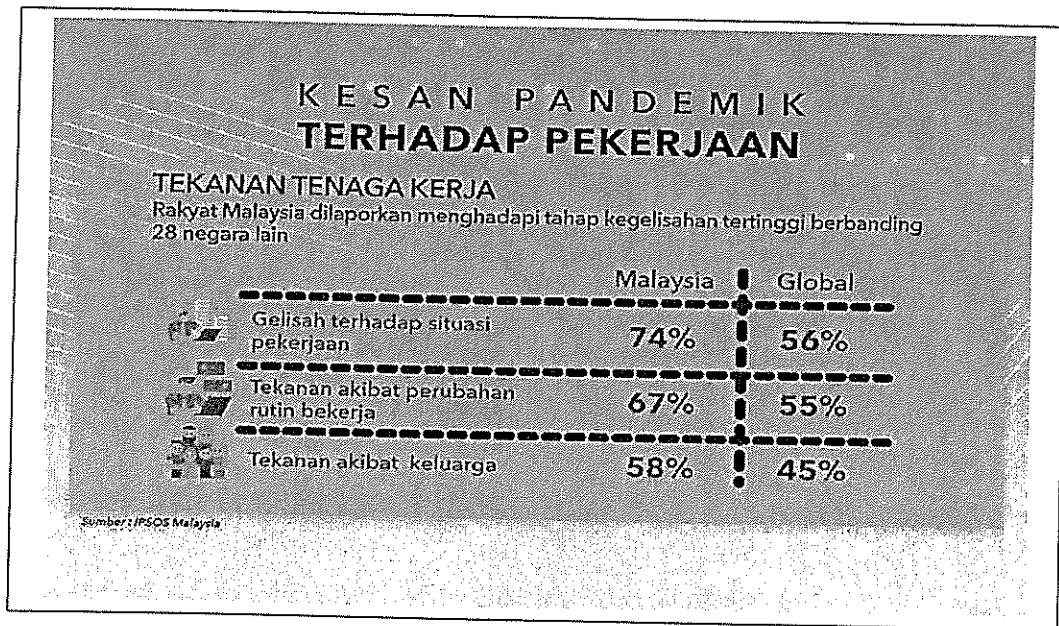 KESAN PANDEMIK
TERHADAP PEKERJAAN
TEKANAN TENAGA KERJA
Rakyat Malaysia dilaporkan menghadapi tahap kegelisahan tertinggi berbanding
28 negara lain
Malaysia Global
Gelisah terhadap situasi
pekerjaan 74% 56%
Tekanan akibat perubahan
rutin bekerja 67% 55%
Tekanan akibat keluarga 58% 45%
Sumber : IPSOS Malaysia